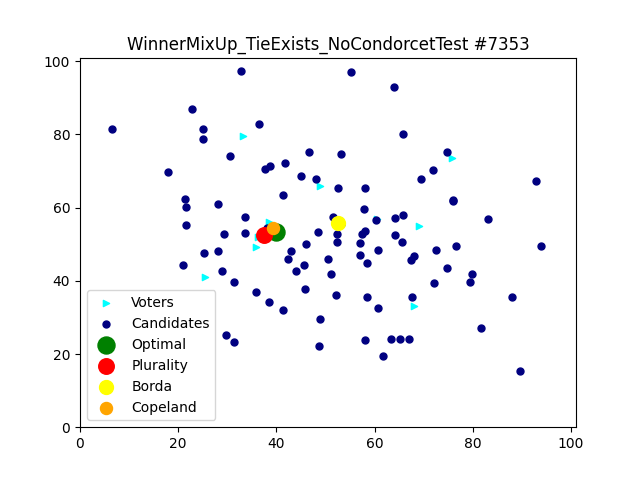 WinnerMixUp_TieExists_NoCondorcetTest #7353
100
80
60
40
20
0
Voters
Candidates
Optimal
Plurality
Borda
Copeland
0 20 40 60 80 100